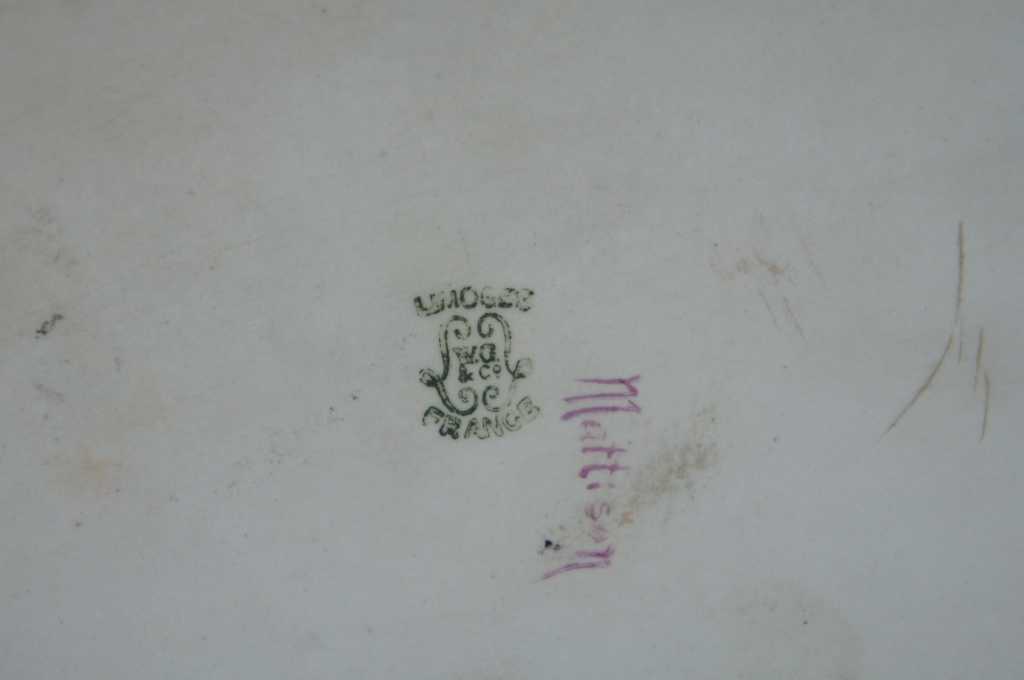 LIMOGES
W.G.
& Co
FRANCE
Mattison